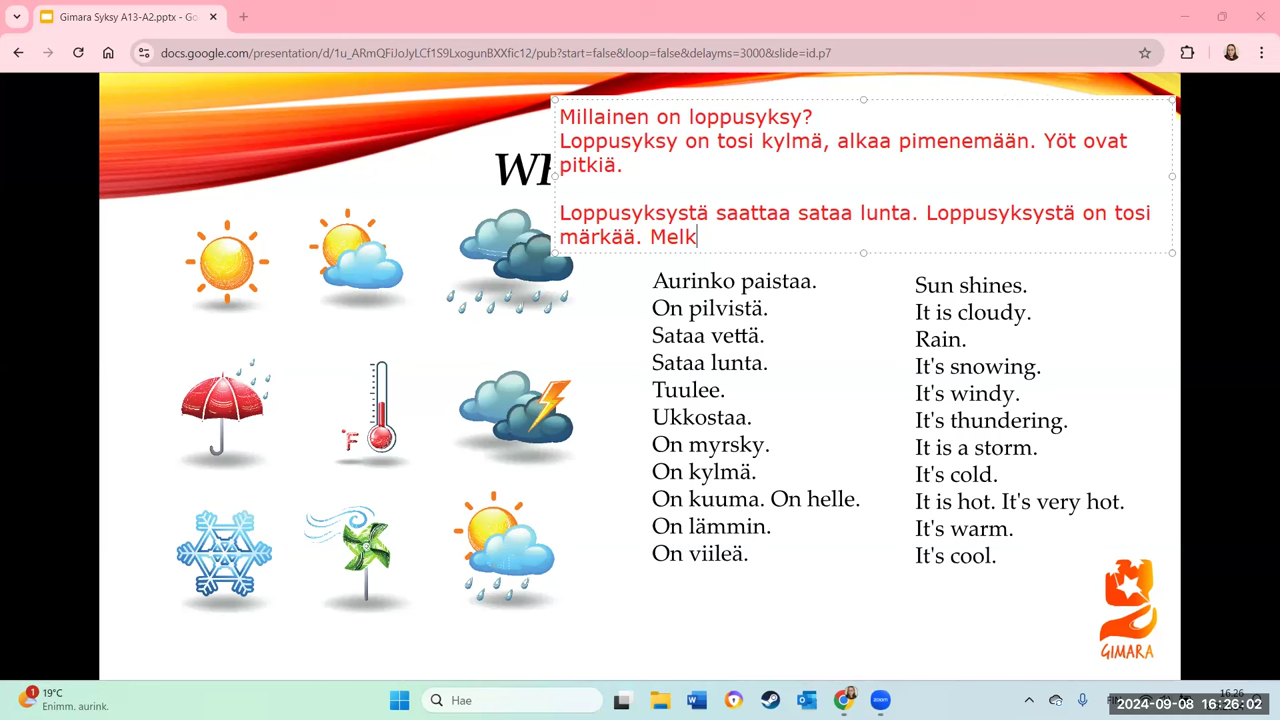 Gimara Syksy A13-A2.pptx - Go
docs.google.com/presentation/d/1u_ARmQFiJoJyLCf1S9LxogunBXXfic12/pub?start=false&loop=false&delayms=3000&slide=id.p7
Millainen on loppusyksy?
Loppusyksy on tosi kylmä, alkaa pimenemään. Yöt ovat
pitkiä.
Loppusyksystä saattaa sataa lunta. Loppusyksystä on tosi
märkää. Melk
Aurinko paistaa.
On pilvistä.
Sataa vettä.
Sataa lunta.
Tuulee.
Ukkostaa.
On myrsky.
On kylmä.
On kuuma. On helle.
On lämmin.
On viileä.
Sun shines.
It is cloudy.
Rain.
It's snowing.
It's windy.
It's thundering.
It is a storm.
It's cold.
It is hot. It's very hot.
It's warm.
It's cool.
°F
GIMARA
1
19°C
Enimm. aurink.
Hae
zoom
FIN
16.26
2024-09-08 16:26:02